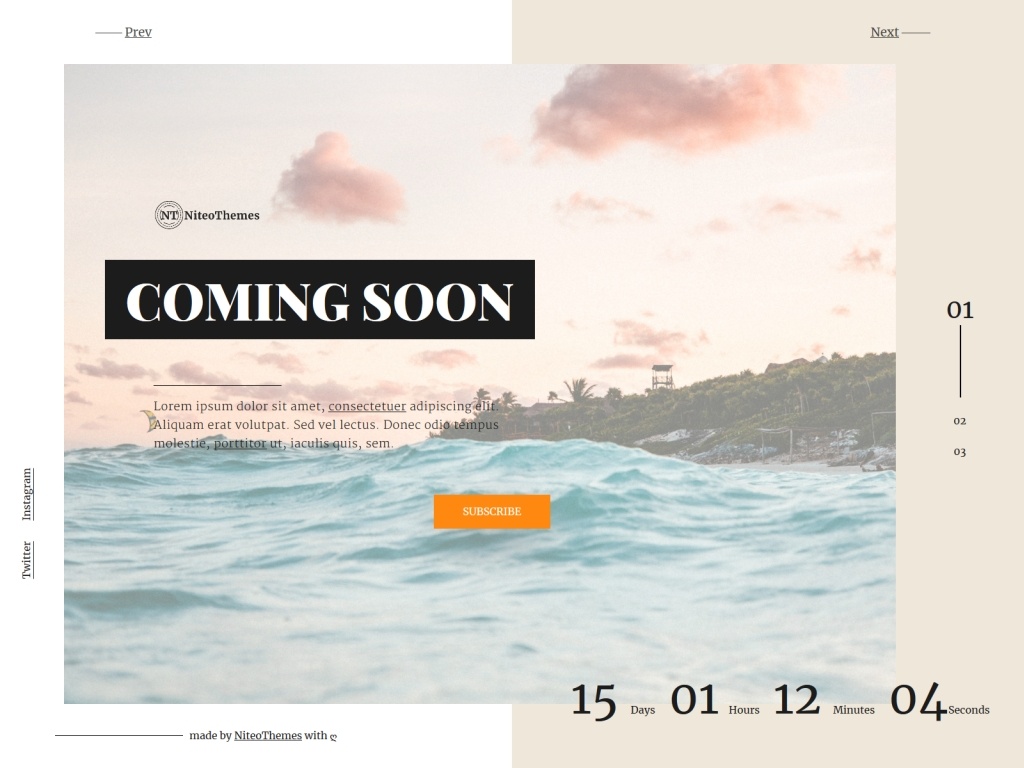 Prev
Next
NT NiteoThemes
COMING SOON
Lorem ipsum dolor sit amet, consectetuer adipiscing elit.
Aliquam erat volutpat. Sed vel lectus. Donec odio tempus
molestie, porttitor ut, iaculis quis, sem.
SUBSCRIBE
01
02
03
Instagram
Twitter
15 Days 01 Hours 12 Minutes 04 Seconds
made by NiteoThemes with ღ